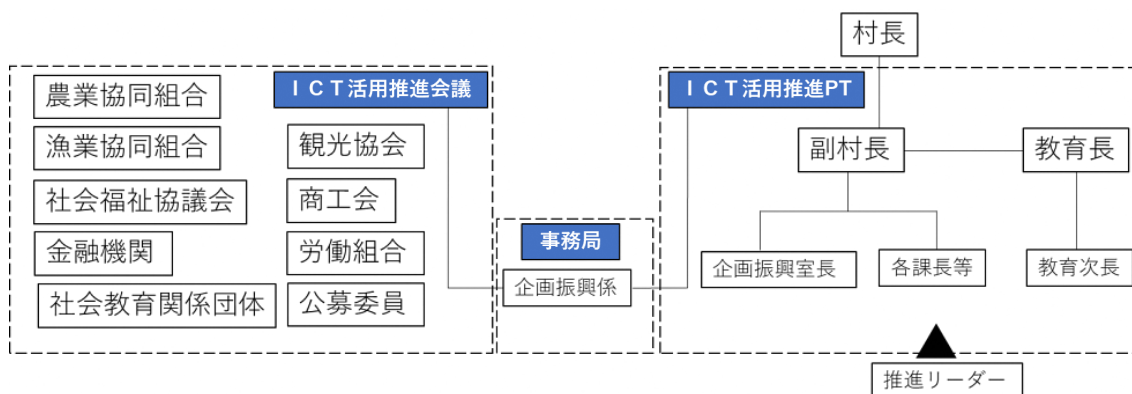 村長
農業協同組合
ＩＣＴ活用推進会議
ＩＣＴ活用推進PT
漁業協同組合
観光協会
副村長
教育長
社会福祉協議会
商工会
金融機関
労働組合
事務局
企画振興室長
各課長等
教育次長
社会教育関係団体
公募委員
企画振興係
推進リーダー